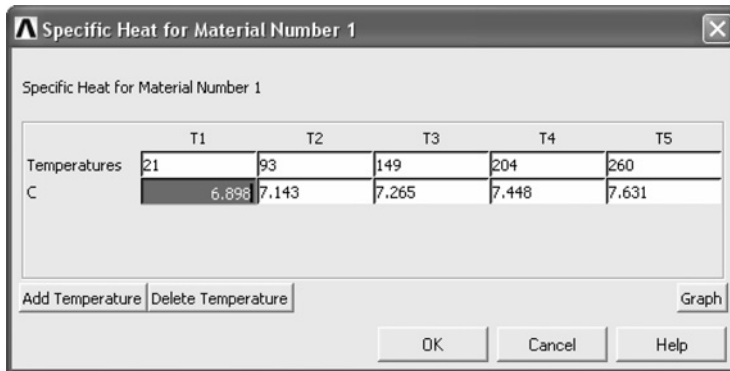 Specific Heat for Material Number 1
Specific Heat for Material Number 1
T1 T2 T3 T4 T5
Temperatures 21 93 149 204 260
C 6.898 7.143 7.265 7.448 7.631
Add Temperature Delete Temperature Graph
OK Cancel Help